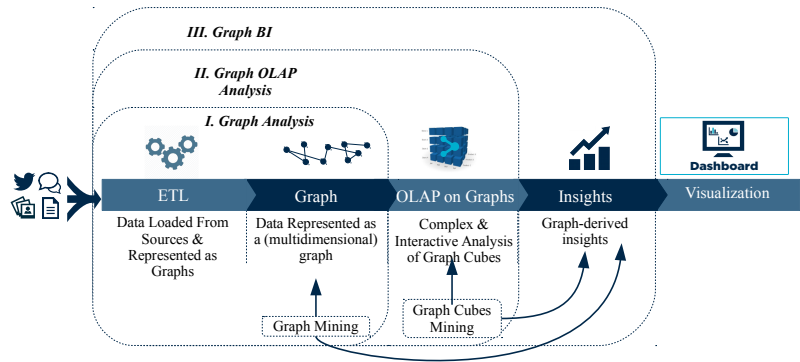 III. Graph BI
II. Graph OLAP
Analysis
I. Graph Analysis
Dashboard
ETL
Graph
OLAP on Graphs
Insights
Visualization
Data Loaded From
Sources &
Represented as
Graphs
Data Represented as
a (multidimensional)
graph
Complex &
Interactive Analysis
of Graph Cubes
Graph-derived
insights
Graph Mining
Graph Cubes
Mining